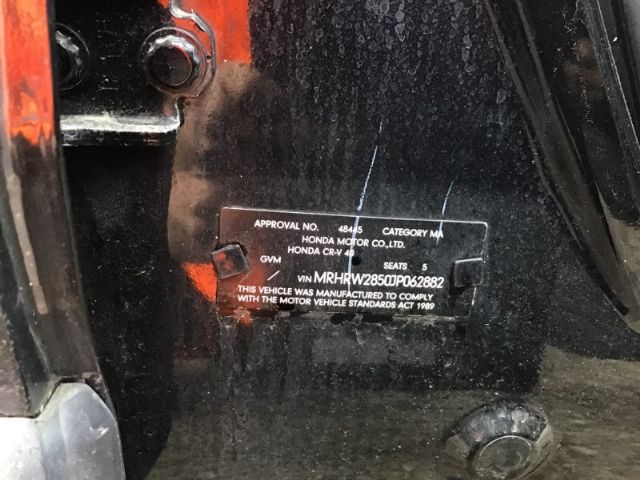 APPROVAL NO. 48445 CATEGORY MA
HONDA MOTOR CO.,LTD.
HONDA CR-V
GVM / SEATS 5
VIN MRHRW2850JP062882
THIS VEHICLE WAS MANUFACTURED TO COMPLY
WITH THE MOTOR VEHICLE STANDARDS ACT 1989